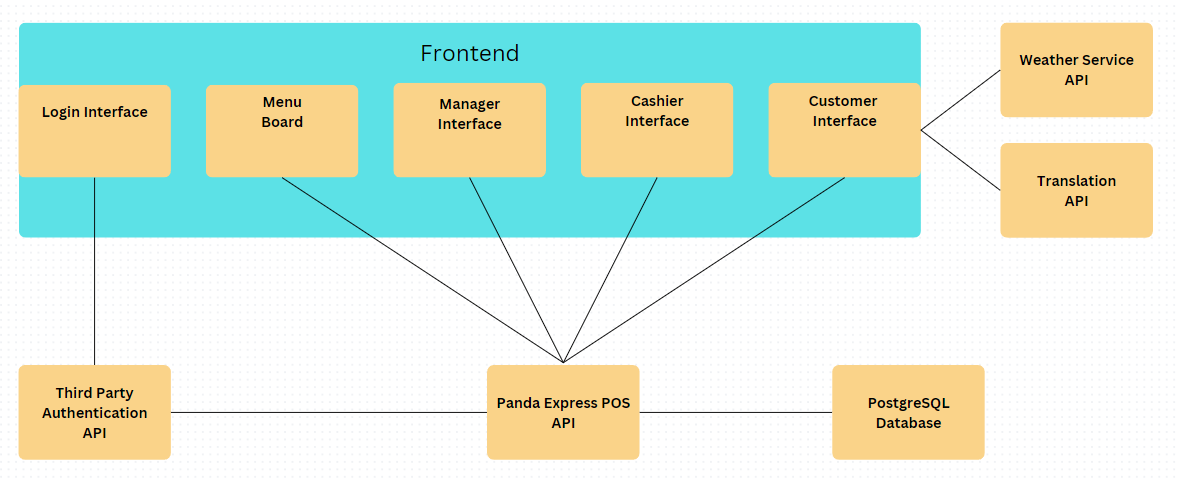 Frontend
Login Interface
Menu
Board
Manager
Interface
Cashier
Interface
Customer
Interface
Weather Service
API
Translation
API
Third Party
Authentication
API
Panda Express POS
API
PostgreSQL
Database